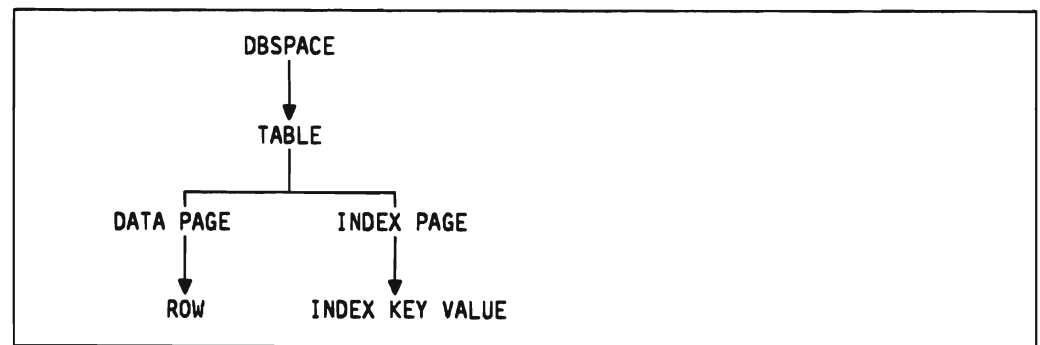 DBSPACE
TABLE
DATA PAGE INDEX PAGE
ROW INDEX KEY VALUE